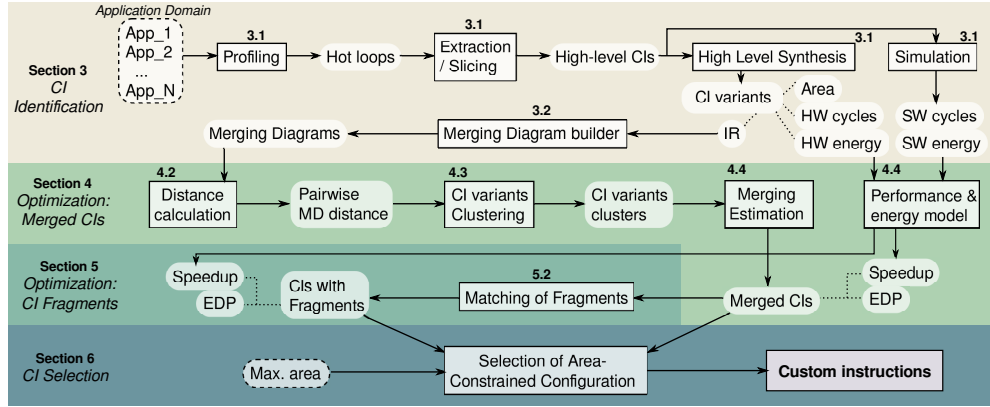 Application Domain
App_1
App_2
...
App_N
Section 3
CI
Identification
3.1
Profiling
Hot loops
3.1
Extraction
/ Slicing
High-level CIs
3.1
High Level Synthesis
3.1
Simulation
CI variants
Area
HW cycles
HW energy
SW cycles
SW energy
IR
3.2
Merging Diagram builder
Merging Diagrams
Section 4
Optimization:
Merged CIs
4.2
Distance
calculation
Pairwise
MD distance
4.3
CI variants
Clustering
CI variants
clusters
4.4
Merging
Estimation
4.4
Performance &
energy model
Section 5
Optimization:
CI Fragments
Speedup
EDP
CIs with
Fragments
5.2
Matching of Fragments
Merged CIs
Speedup
EDP
Section 6
CI Selection
Max. area
Selection of Area-
Constrained Configuration
Custom instructions